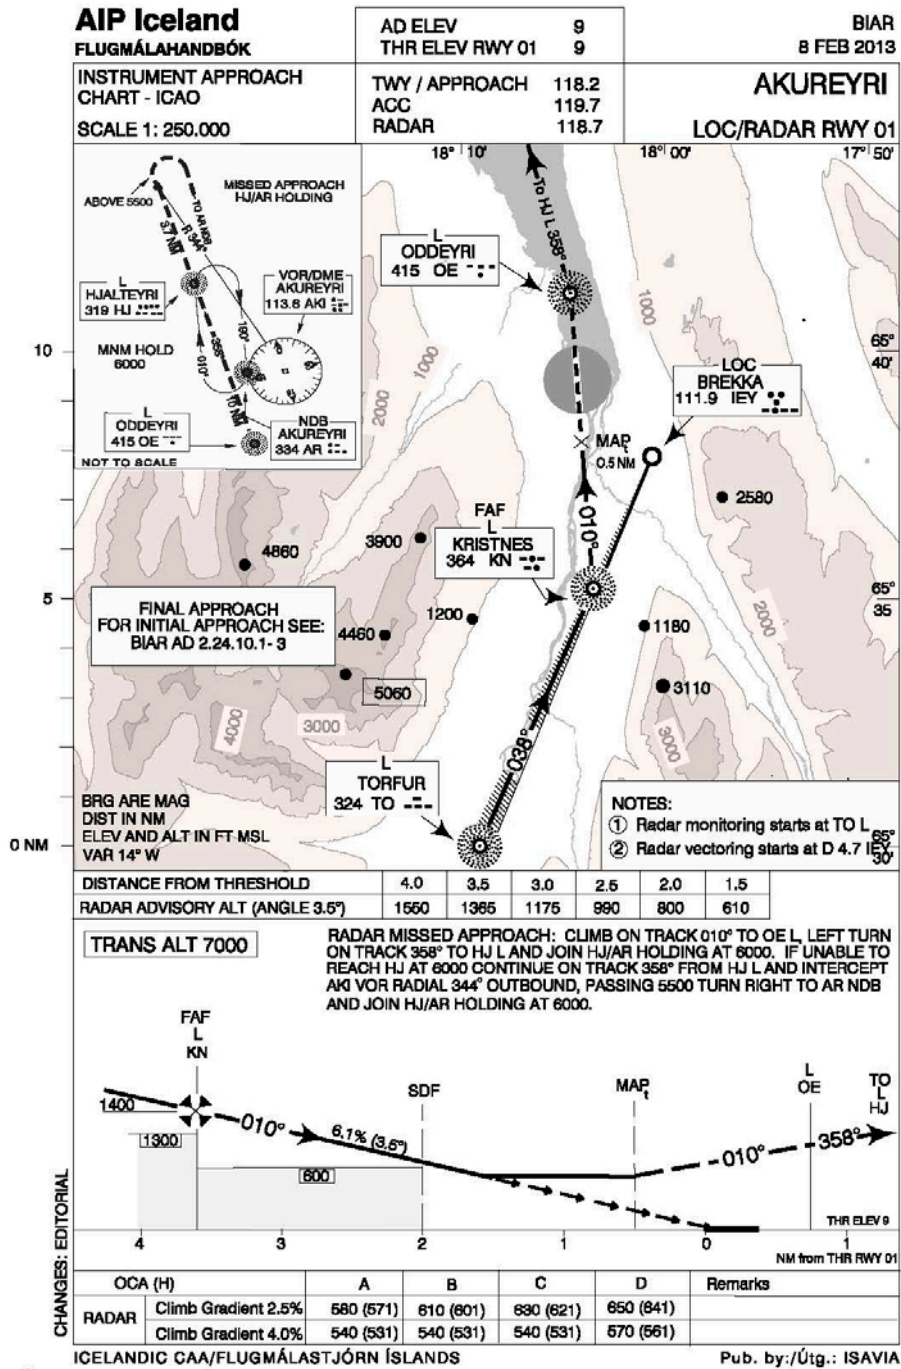 AIP Iceland
FLUGMÁLAHANDBÓK
AD ELEV 9
THR ELEV RWY 01 9
BIAR
8 FEB 2013
INSTRUMENT APPROACH
CHART - ICAO
SCALE 1: 250.000
TWY / APPROACH 118.2
ACC 119.7
RADAR 118.7
AKUREYRI
LOC/RADAR RWY 01
18° 10'
18° 00'
17° 50'
ABOVE 5500
MISSED APPROACH
HJ/AR HOLDING
TO AR NDB
3.7 NM
R 344°
L
HJALTEYRI
319 HJ
VOR/DME
AKUREYRI
113.6 AKI
MNM HOLD
6000
190°
010°
358°
10 NM
L
ODDEYRI
415 OE
NDB
AKUREYRI
334 AR
NOT TO SCALE
To HJ L 358°
L
ODDEYRI
415 OE
1000
1000
2000
10
65°
40'
LOC
BREKKA
111.9 IEY
MAPt
0.5 NM
2580
FAF
L
KRISTNES
364 KN
010°
3900
4860
5
65°
35
2000
FINAL APPROACH
FOR INITIAL APPROACH SEE:
BIAR AD 2.24.10.1- 3
1200
4460
1180
5060
3110
4000
3000
3000
038°
L
TORFUR
324 TO
BRG ARE MAG
DIST IN NM
ELEV AND ALT IN FT MSL
VAR 14° W
0 NM
NOTES:
1 Radar monitoring starts at TO L
2 Radar vectoring starts at D 4.7 IEY
65°
30'
DISTANCE FROM THRESHOLD 4.0 3.5 3.0 2.5 2.0 1.5
RADAR ADVISORY ALT (ANGLE 3.5°) 1550 1365 1175 990 800 610
TRANS ALT 7000
RADAR MISSED APPROACH: CLIMB ON TRACK 010° TO OE L, LEFT TURN
ON TRACK 358° TO HJ L AND JOIN HJ/AR HOLDING AT 6000. IF UNABLE TO
REACH HJ AT 6000 CONTINUE ON TRACK 358° FROM HJ L AND INTERCEPT
AKI VOR RADIAL 344° OUTBOUND, PASSING 5500 TURN RIGHT TO AR NDB
AND JOIN HJ/AR HOLDING AT 6000.
FAF
L
KN
SDF
MAPt
L
OE
TO
L
HJ
1400
010°
6.1% (3.5°)
010°
358°
1300
600
THR ELEV 9
4 3 2 1 0 1
NM from THR RWY 01
CHANGES: EDITORIAL
OCA (H) A B C D Remarks
RADAR
Climb Gradient 2.5% 580 (571) 610 (601) 630 (621) 650 (641)
Climb Gradient 4.0% 540 (531) 540 (531) 540 (531) 570 (561)
ICELANDIC CAA/FLUGMÁLASTJÓRN ÍSLANDS
Pub. by:/Útg.: ISAVIA